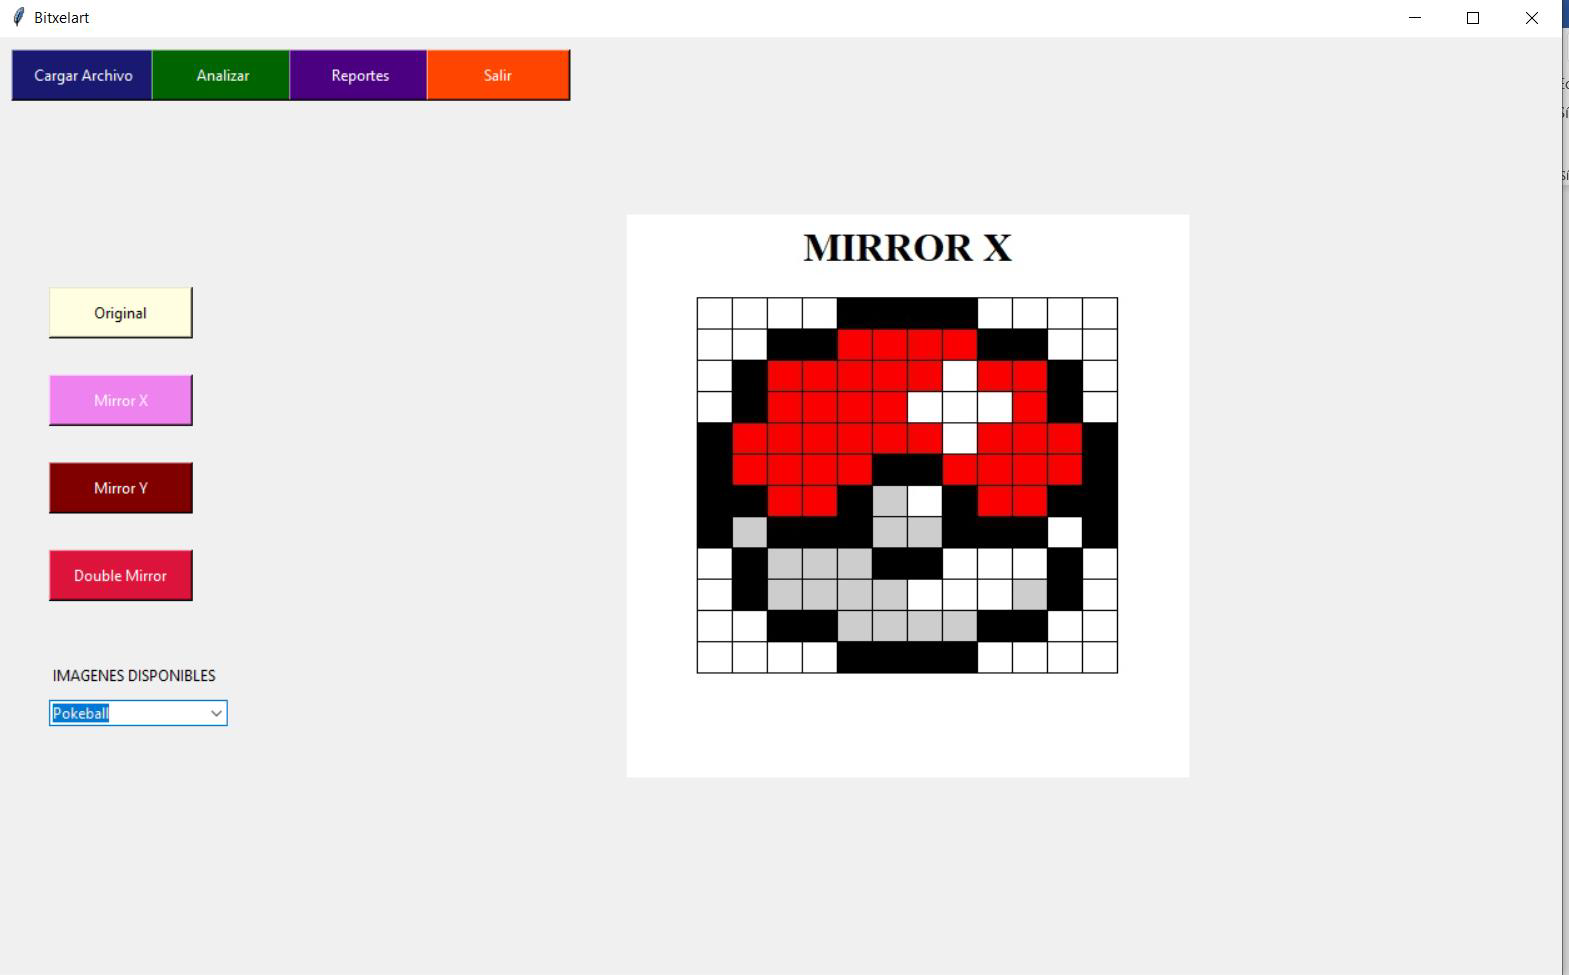 Bitxelart
Cargar Archivo
Analizar
Reportes
Salir
MIRROR X
Original
Mirror X
Mirror Y
Double Mirror
IMAGENES DISPONIBLES
Pokeball